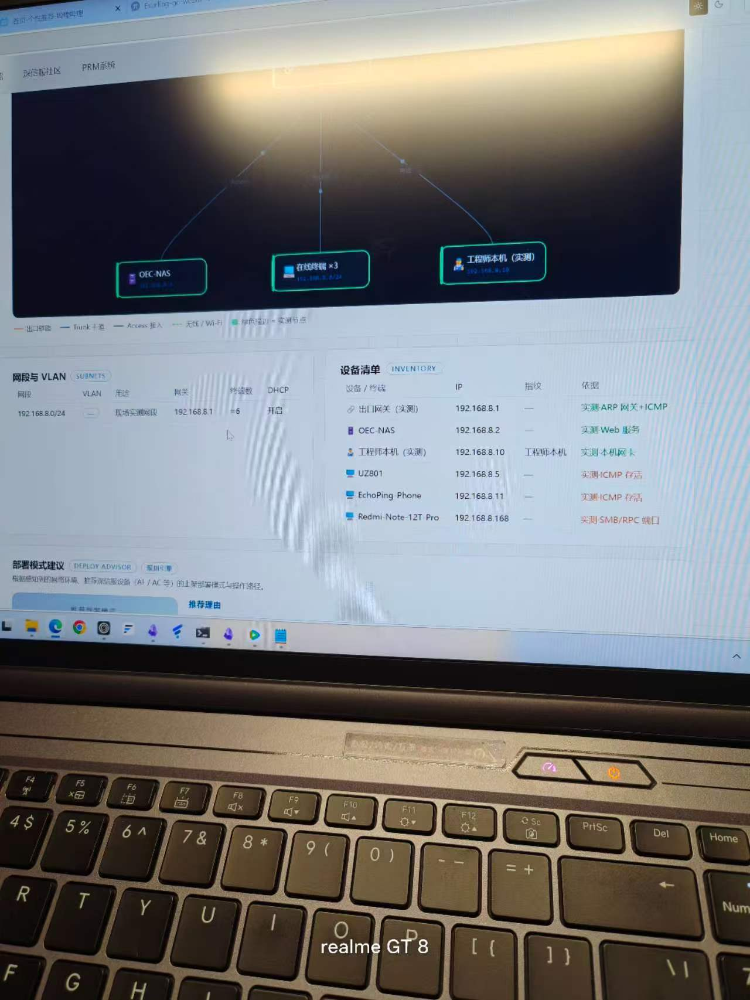 首页-个性推荐-哔哩哔哩
深信服社区
PRM系统
OEC-NAS
在线终端 ×3
192.168.8.0/24
工程师本机（实测）
192.168.8.10
出口链路
Trunk 干道
Access 接入
无线 / Wi-Fi
绿色描边 = 实测节点
网段与 VLAN SUBNETS
网段 VLAN 用途 网关 终端数 DHCP
192.168.8.0/24 — 现场实测网段 192.168.8.1 ≈6 开启
设备清单 INVENTORY
设备 / 终端 IP 指纹 依据
出口网关（实测） 192.168.8.1 — 实测·ARP 网关+ICMP
OEC-NAS 192.168.8.2 — 实测·Web 服务
工程师本机（实测） 192.168.8.10 工程师本机 实测·本机网卡
UZ801 192.168.8.5 — 实测·ICMP 存活
EchoPing-Phone 192.168.8.11 — 实测·ICMP 存活
Redmi-Note-12T-Pro 192.168.8.168 — 实测·SMB/RPC 端口
部署模式建议 DEPLOY ADVISOR 规则引擎
根据感知到的网络环境，推荐深信服设备（AF / AC 等）的上架部署模式与操作路径。
推荐理由
F4 F5 F6 F7 F8 F9 F10 F11 F12 Sc PrtSc Del Home
4 $ 5 % 6 ^ 7 & 8 * 9 ( 0 ) - — = + ←
R T Y U I O P [ { ] } \ | Num
F G H
7
realme GT 8